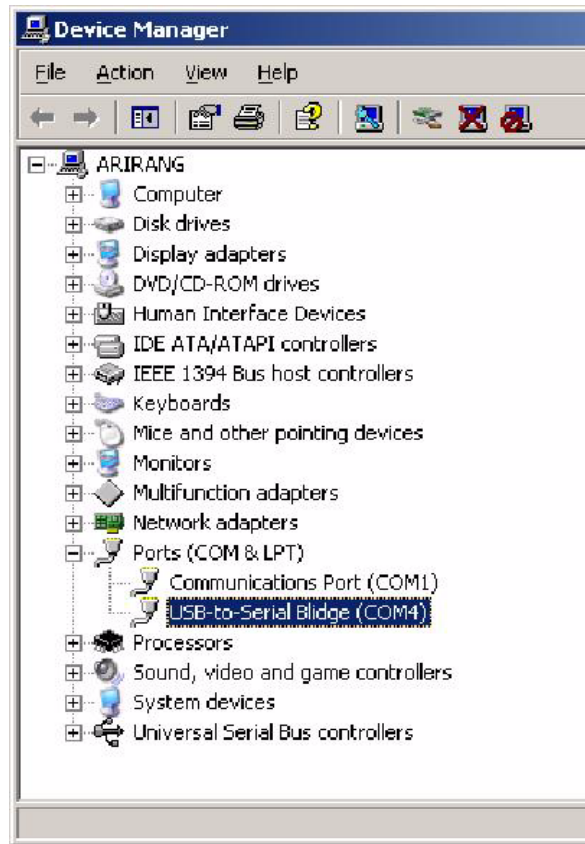 Device Manager
File Action View Help
ARIRANG
Computer
Disk drives
Display adapters
DVD/CD-ROM drives
Human Interface Devices
IDE ATA/ATAPI controllers
IEEE 1394 Bus host controllers
Keyboards
Mice and other pointing devices
Monitors
Multifunction adapters
Network adapters
Ports (COM & LPT)
Communications Port (COM1)
USB-to-Serial Blidge (COM4)
Processors
Sound, video and game controllers
System devices
Universal Serial Bus controllers